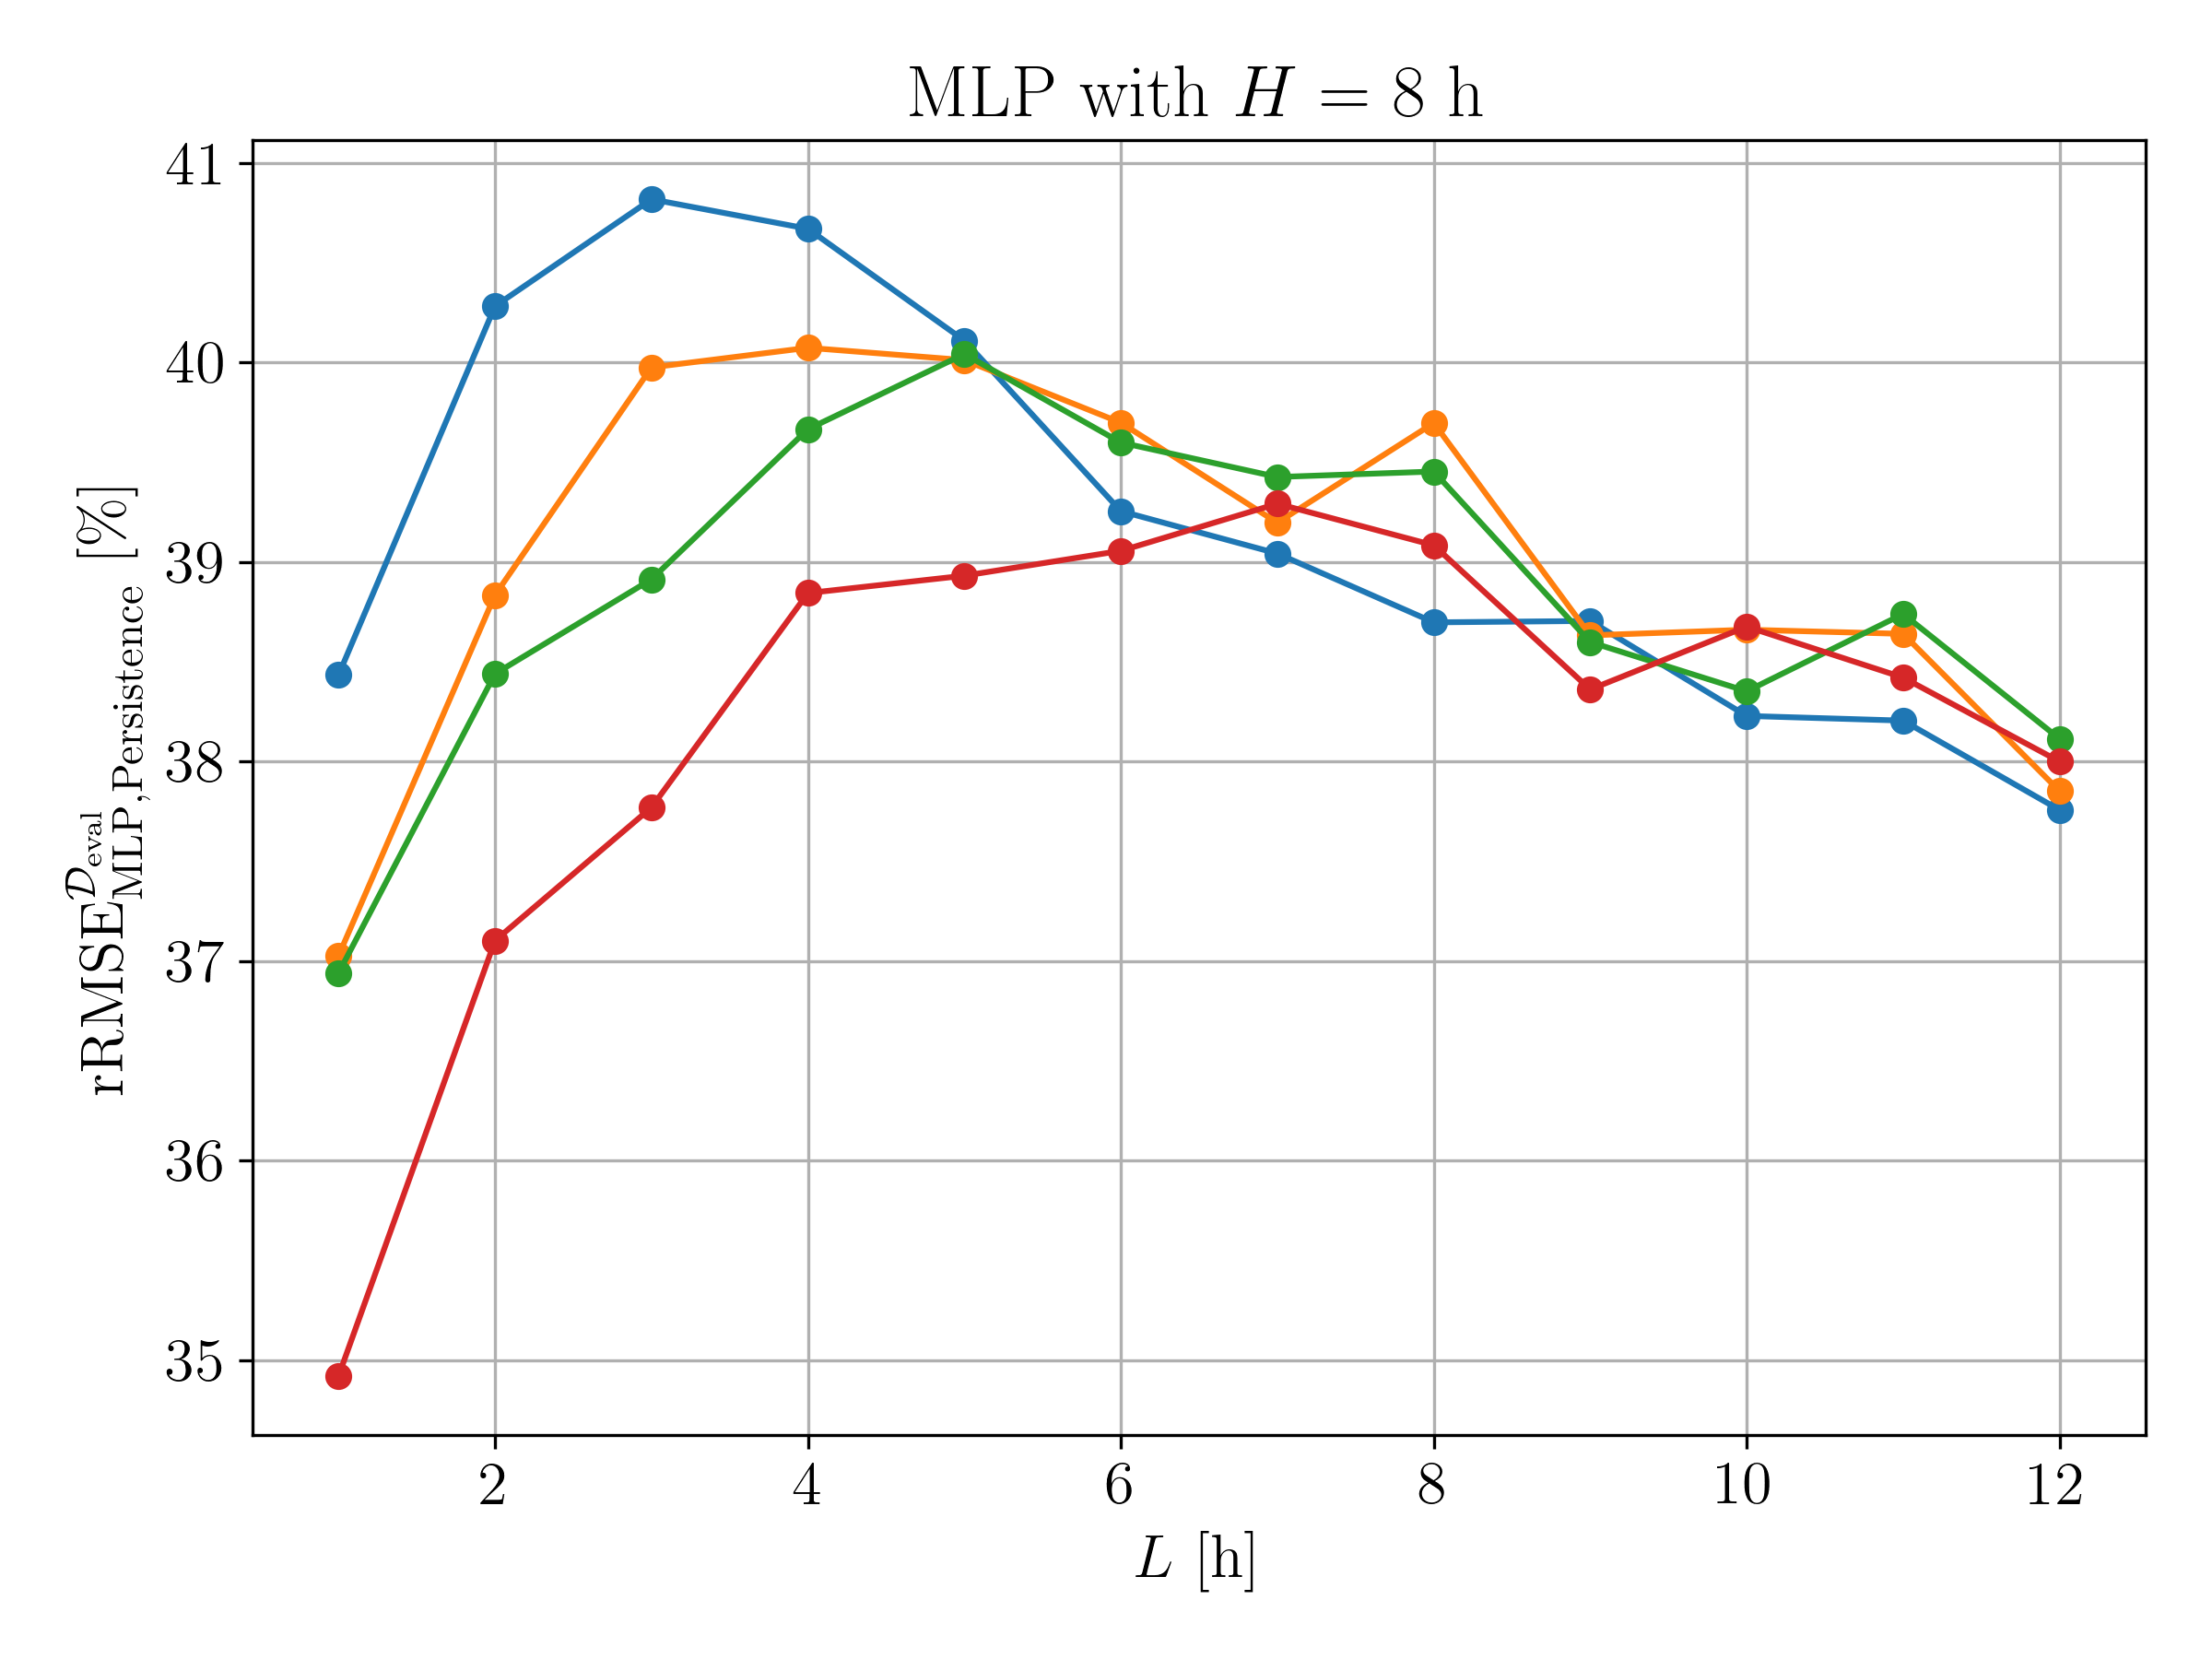 MLP with H = 8 h
rRMSE^{𝒟_eval}_{MLP,Persistence} [%]
41
40
39
38
37
36
35
2 4 6 8 10 12
L [h]